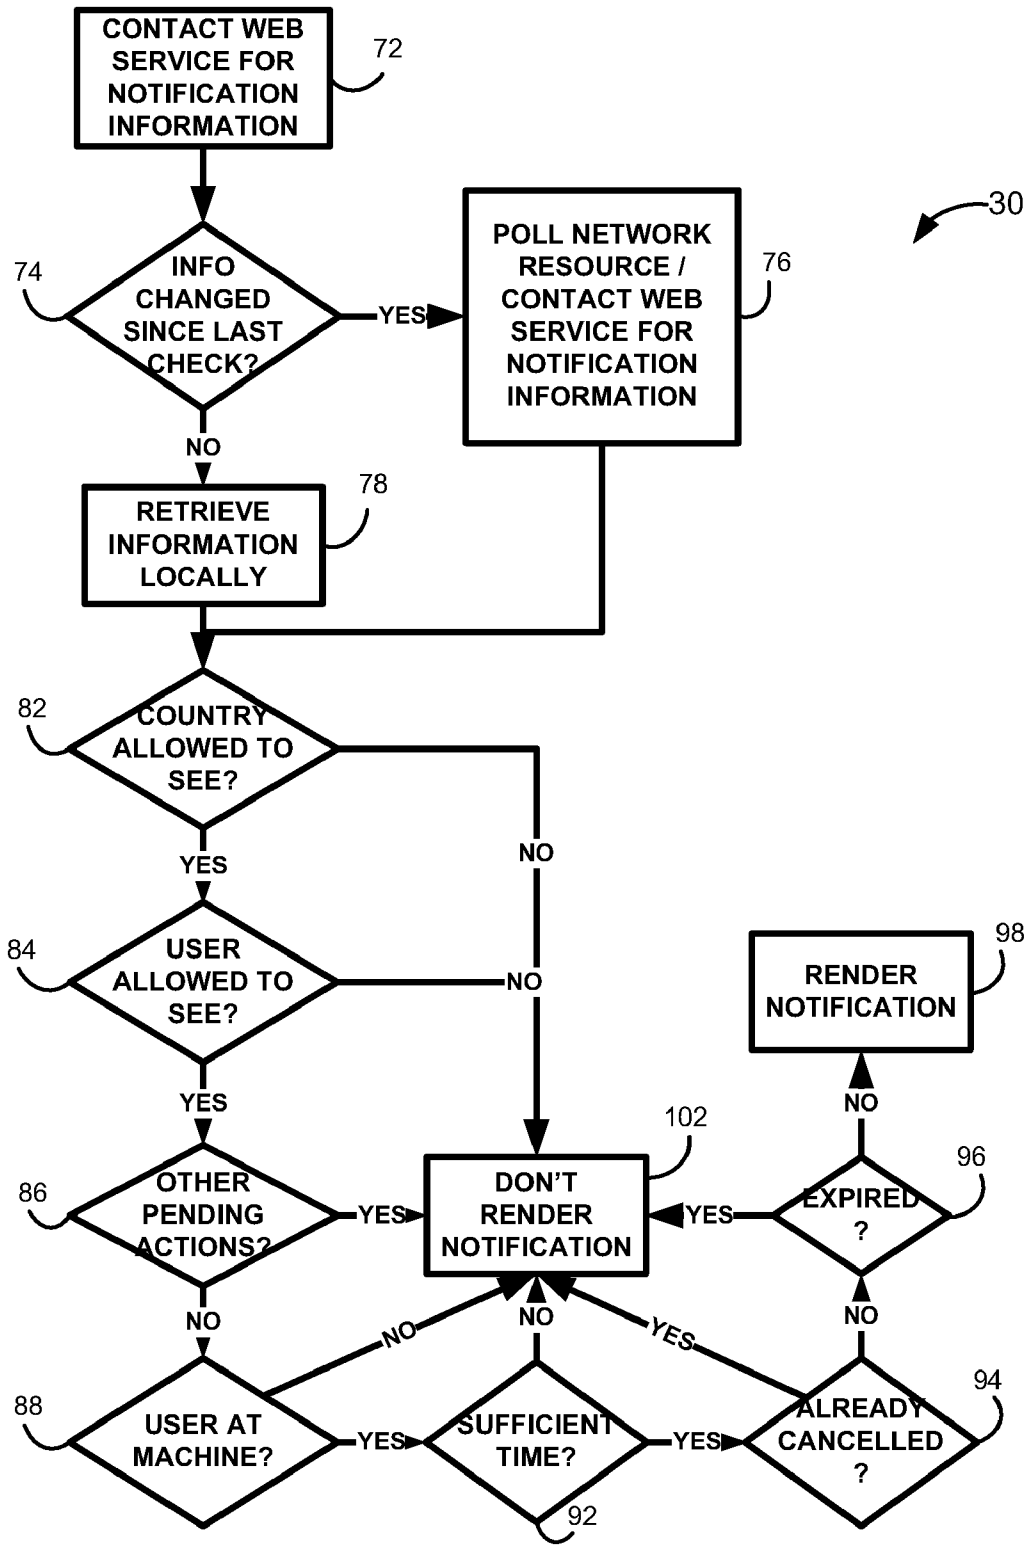 CONTACT WEB
SERVICE FOR
NOTIFICATION
INFORMATION
72
30
74
INFO
CHANGED
SINCE LAST
CHECK?
YES
POLL NETWORK
RESOURCE /
CONTACT WEB
SERVICE FOR
NOTIFICATION
INFORMATION
76
NO
RETRIEVE
INFORMATION
LOCALLY
78
82
COUNTRY
ALLOWED TO
SEE?
NO
YES
84
USER
ALLOWED TO
SEE?
NO
YES
98
RENDER
NOTIFICATION
NO
86
OTHER
PENDING
ACTIONS?
YES
102
DON'T
RENDER
NOTIFICATION
YES
96
EXPIRED
?
NO
NO
NO
YES
NO
88
USER AT
MACHINE?
YES
SUFFICIENT
TIME?
92
YES
94
ALREADY
CANCELLED
?